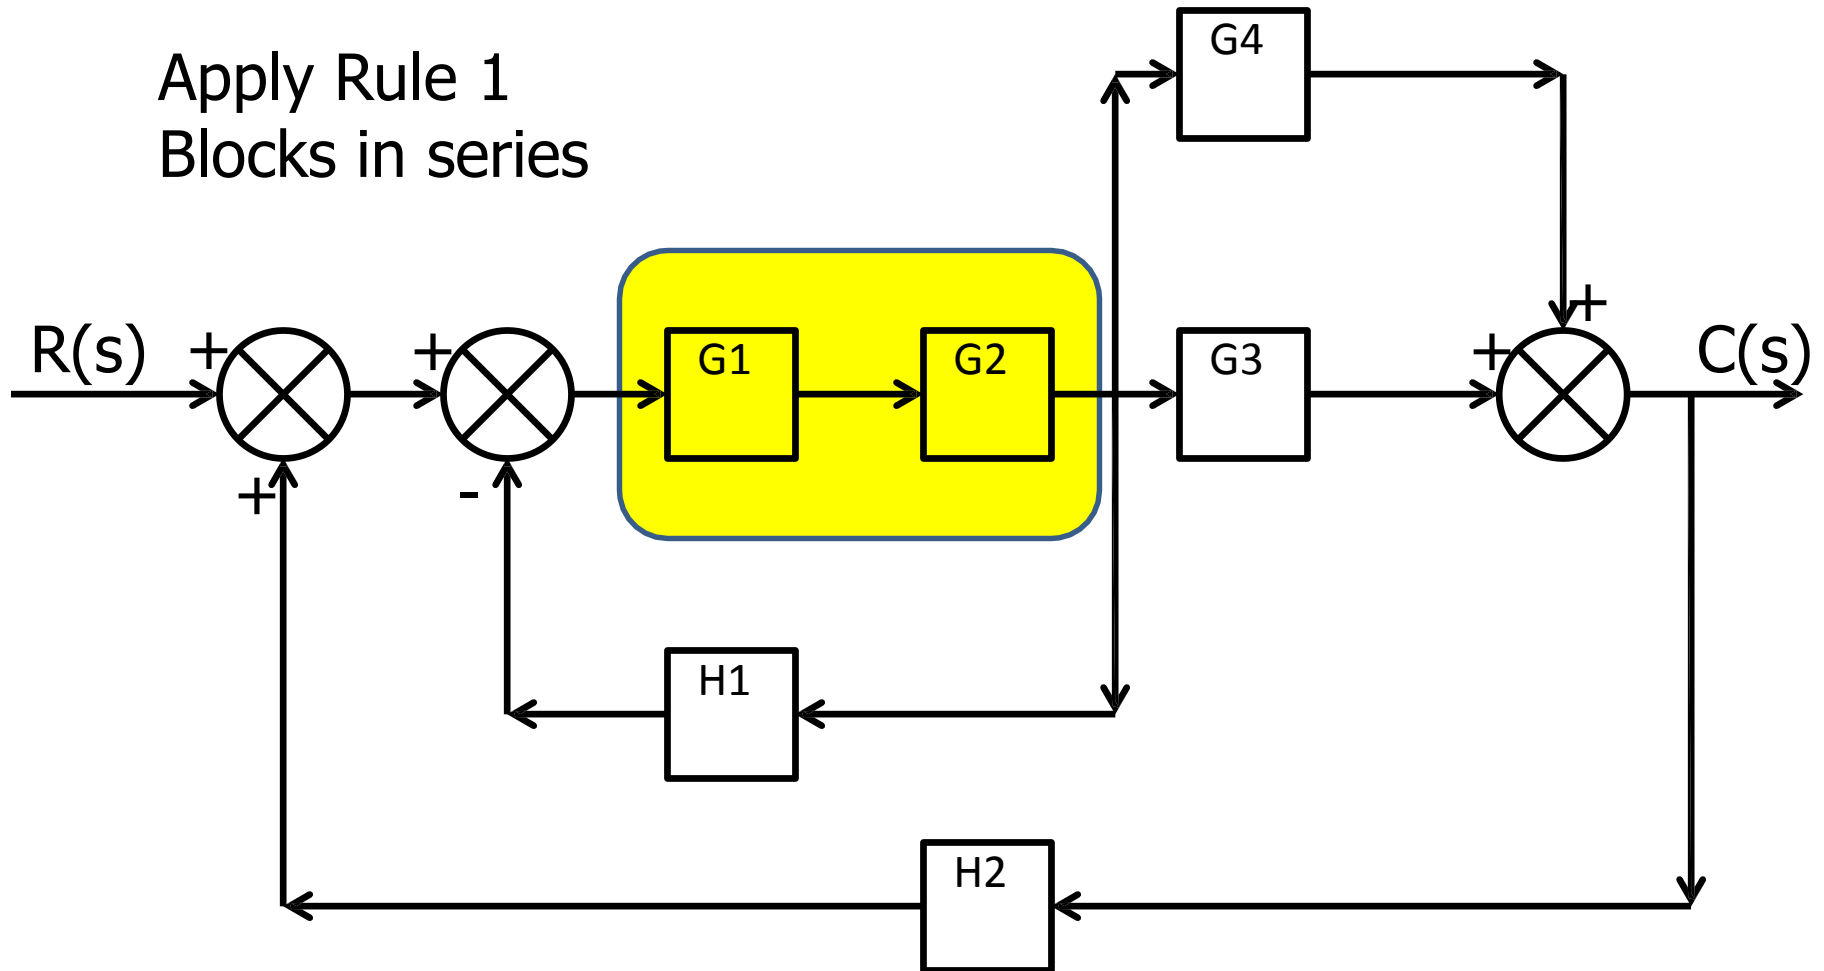 Apply Rule 1
Blocks in series
G4
+
R(s)
+
+
G1
G2
G3
+
C(s)
+
-
H1
H2